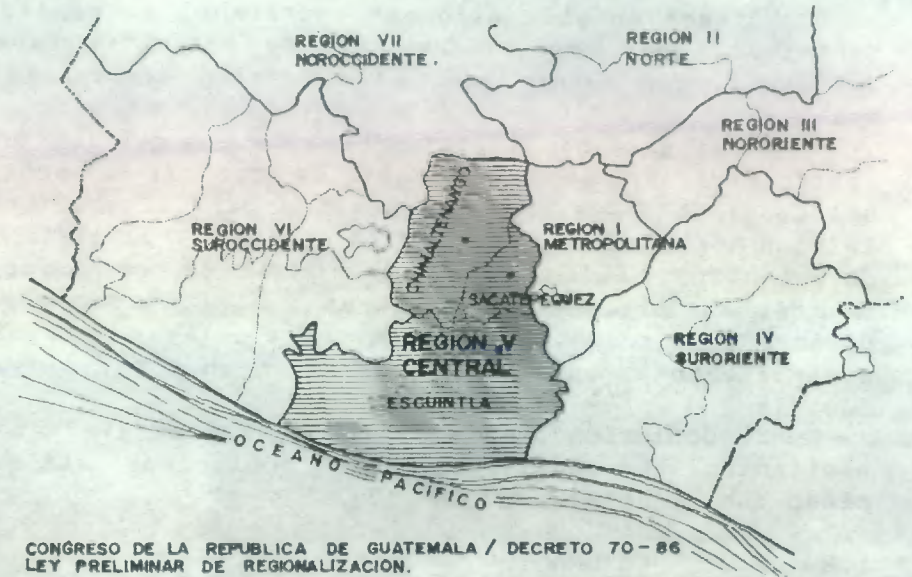 REGION VII
NOROCCIDENTE.
REGION II
NORTE
REGION III
NORORIENTE
CHIMALTENANGO
REGION VI
SUROCCIDENTE
REGION I
METROPOLITANA
SACATEPEQUEZ
REGION V
CENTRAL
REGION IV
SURORIENTE
ESCUINTLA
OCEANO PACIFICO
CONGRESO DE LA REPUBLICA DE GUATEMALA / DECRETO 70-86
LEY PRELIMINAR DE REGIONALIZACION.